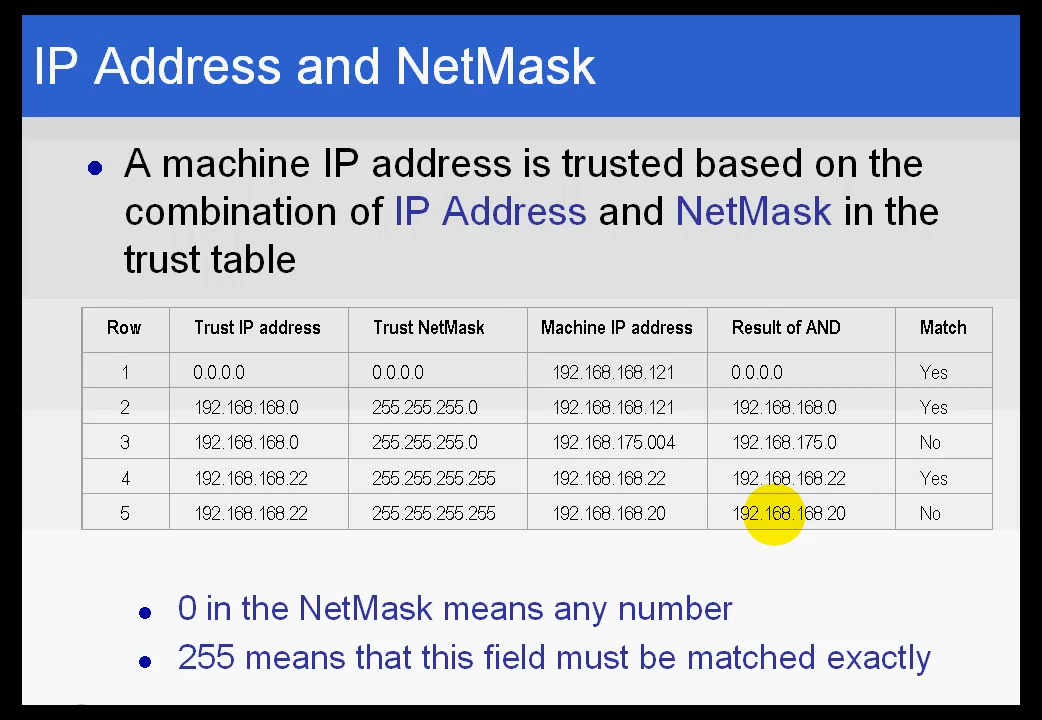 IP Address and NetMask
A machine IP address is trusted based on the
combination of IP Address and NetMask in the
trust table
Row Trust IP address Trust NetMask Machine IP address Result of AND Match
1 0.0.0.0 0.0.0.0 192.168.168.121 0.0.0.0 Yes
2 192.168.168.0 255.255.255.0 192.168.168.121 192.168.168.0 Yes
3 192.168.168.0 255.255.255.0 192.168.175.004 192.168.175.0 No
4 192.168.168.22 255.255.255.255 192.168.168.22 192.168.168.22 Yes
5 192.168.168.22 255.255.255.255 192.168.168.20 192.168.168.20 No
0 in the NetMask means any number
255 means that this field must be matched exactly